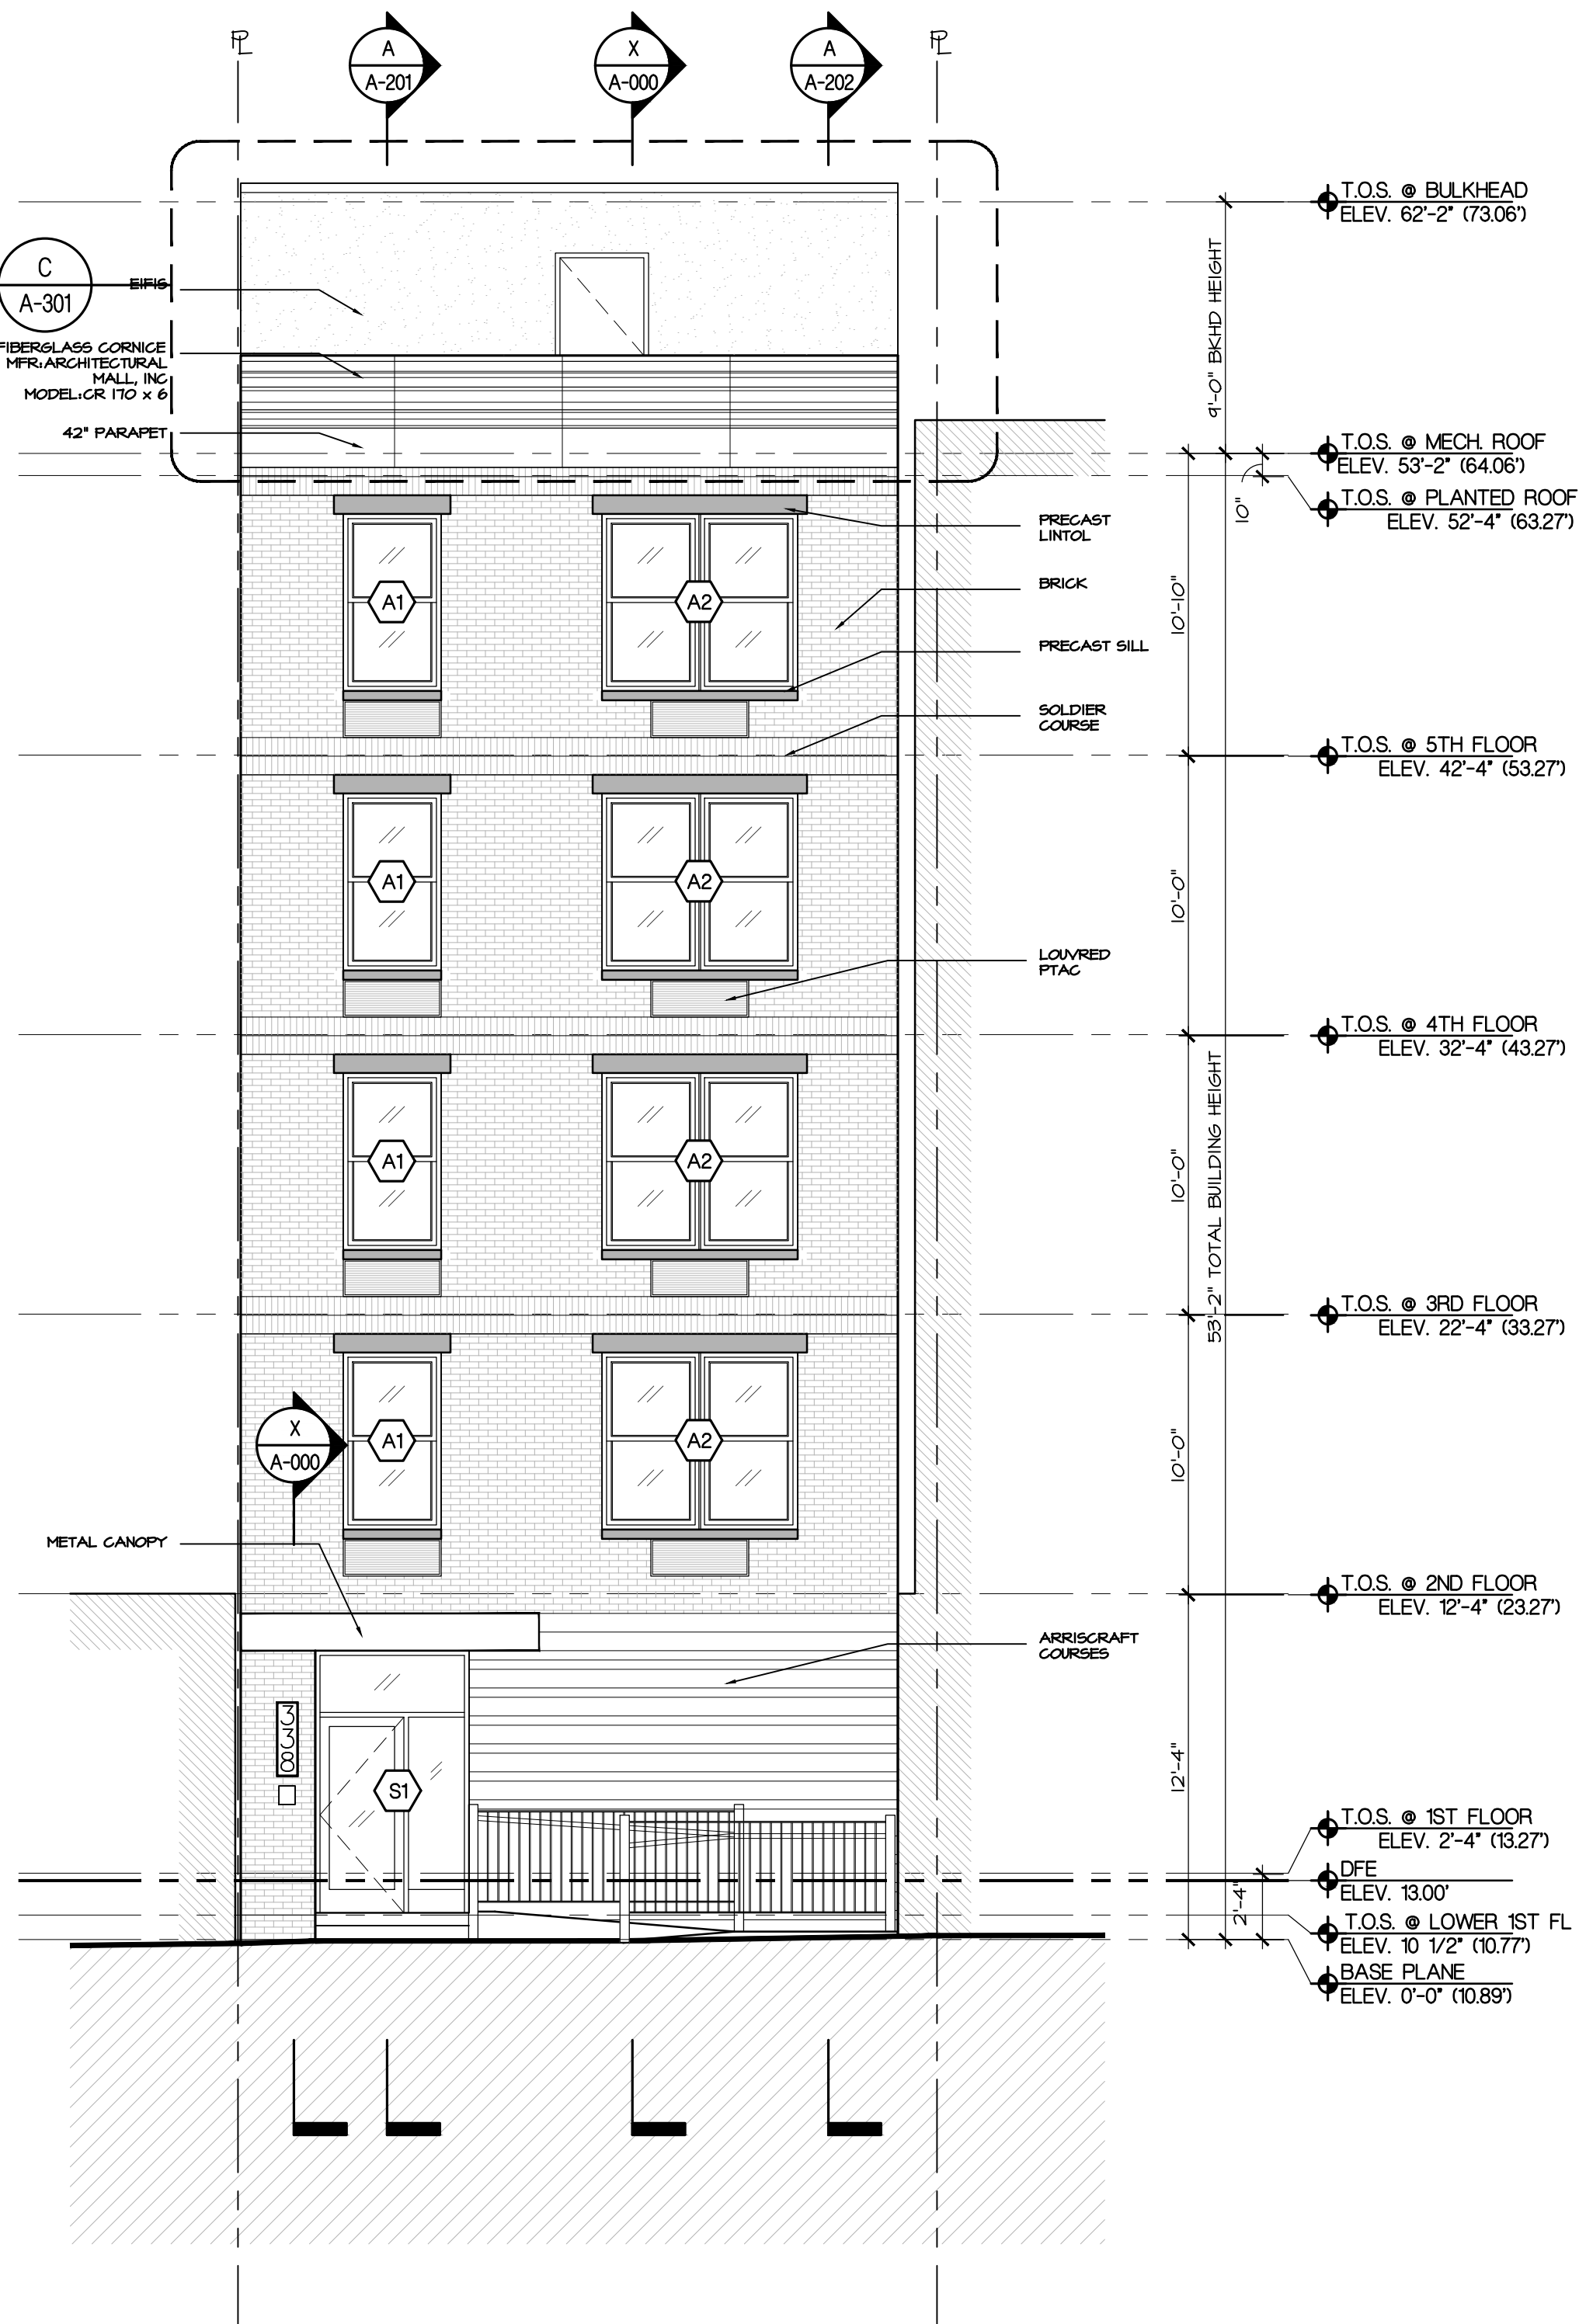 PL
A
A-201
X
A-000
A
A-202
PL
T.O.S. @ BULKHEAD
ELEV. 62'-2" (73.06')
C
A-301
EIFIS
9'-0" BKHD HEIGHT
FIBERGLASS CORNICE
MFR:ARCHITECTURAL
MALL, INC
MODEL:CR 170 x 6
42" PARAPET
T.O.S. @ MECH. ROOF
ELEV. 53'-2" (64.06')
10"
T.O.S. @ PLANTED ROOF
ELEV. 52'-4" (63.27')
PRECAST
LINTOL
A1
A2
BRICK
10'-10"
PRECAST SILL
SOLDIER
COURSE
T.O.S. @ 5TH FLOOR
ELEV. 42'-4" (53.27')
A1
A2
10'-0"
LOUVRED
PTAC
T.O.S. @ 4TH FLOOR
ELEV. 32'-4" (43.27')
A1
A2
10'-0"
53'-2" TOTAL BUILDING HEIGHT
T.O.S. @ 3RD FLOOR
ELEV. 22'-4" (33.27')
X
A-000
A1
A2
10'-0"
METAL CANOPY
T.O.S. @ 2ND FLOOR
ELEV. 12'-4" (23.27')
ARRISCRAFT
COURSES
338
S1
12'-4"
T.O.S. @ 1ST FLOOR
ELEV. 2'-4" (13.27')
DFE
ELEV. 13.00'
2'-4"
T.O.S. @ LOWER 1ST FL
ELEV. 10 1/2" (10.77')
BASE PLANE
ELEV. 0'-0" (10.89')